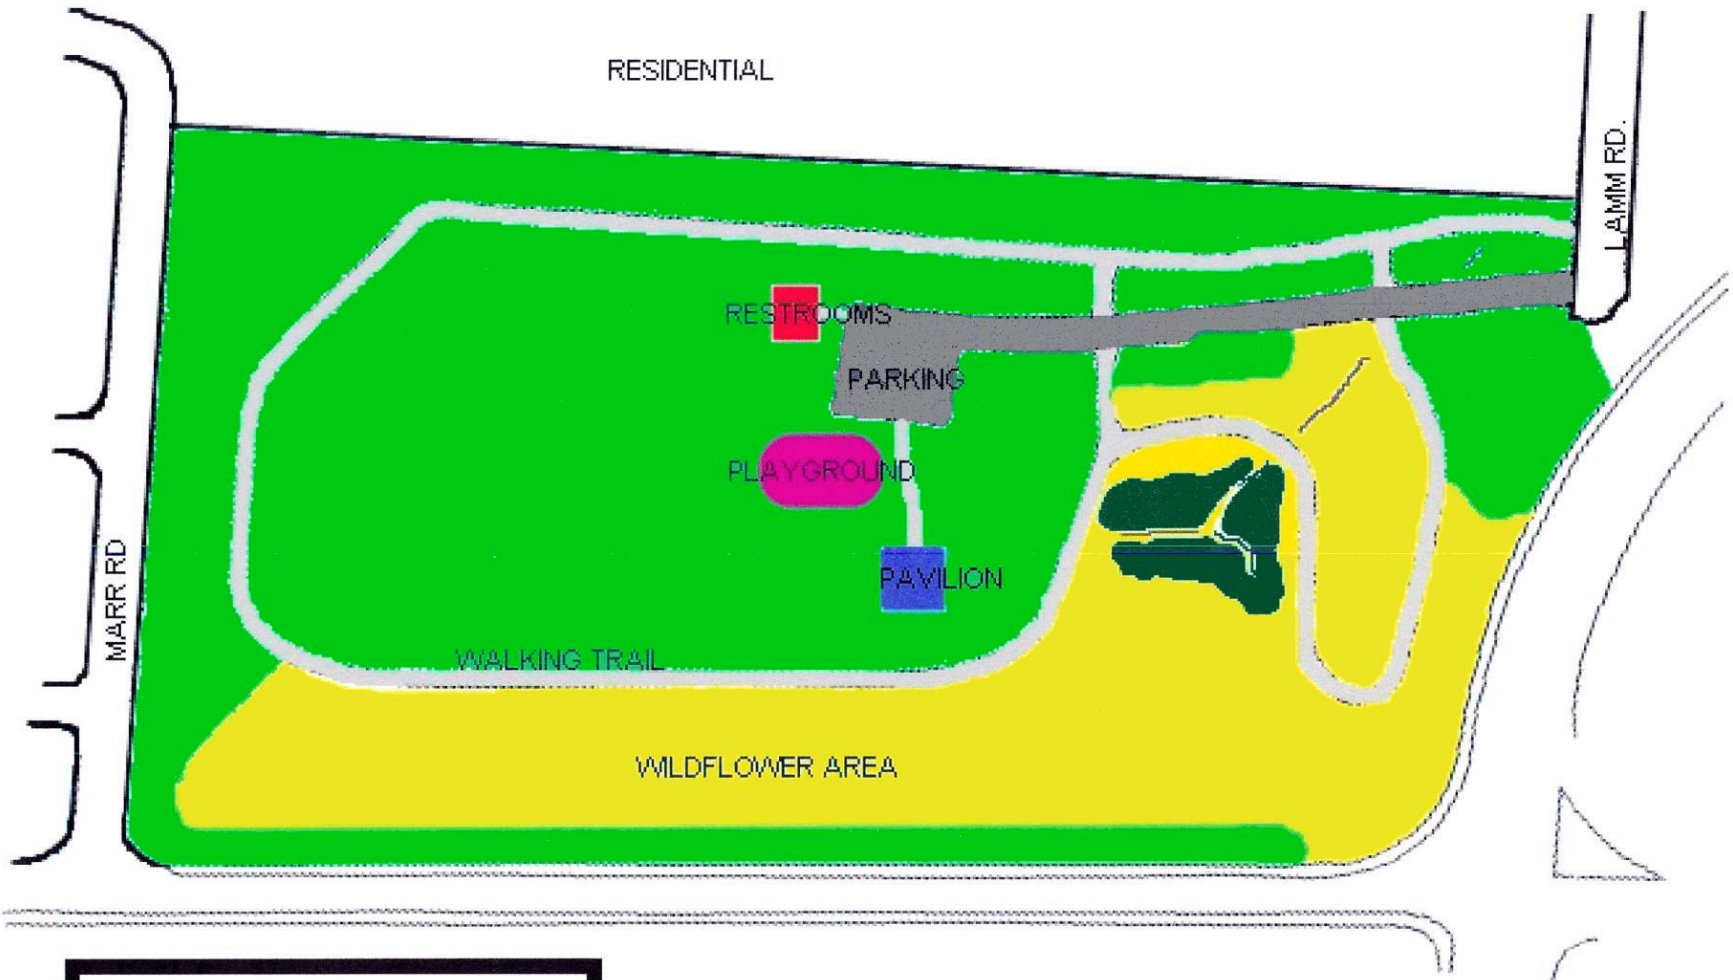 RESIDENTIAL
LAMM RD.
RESTROOMS
PARKING
PLAYGROUND
PAVILION
MARR RD
WALKING TRAIL
WILDFLOWER AREA